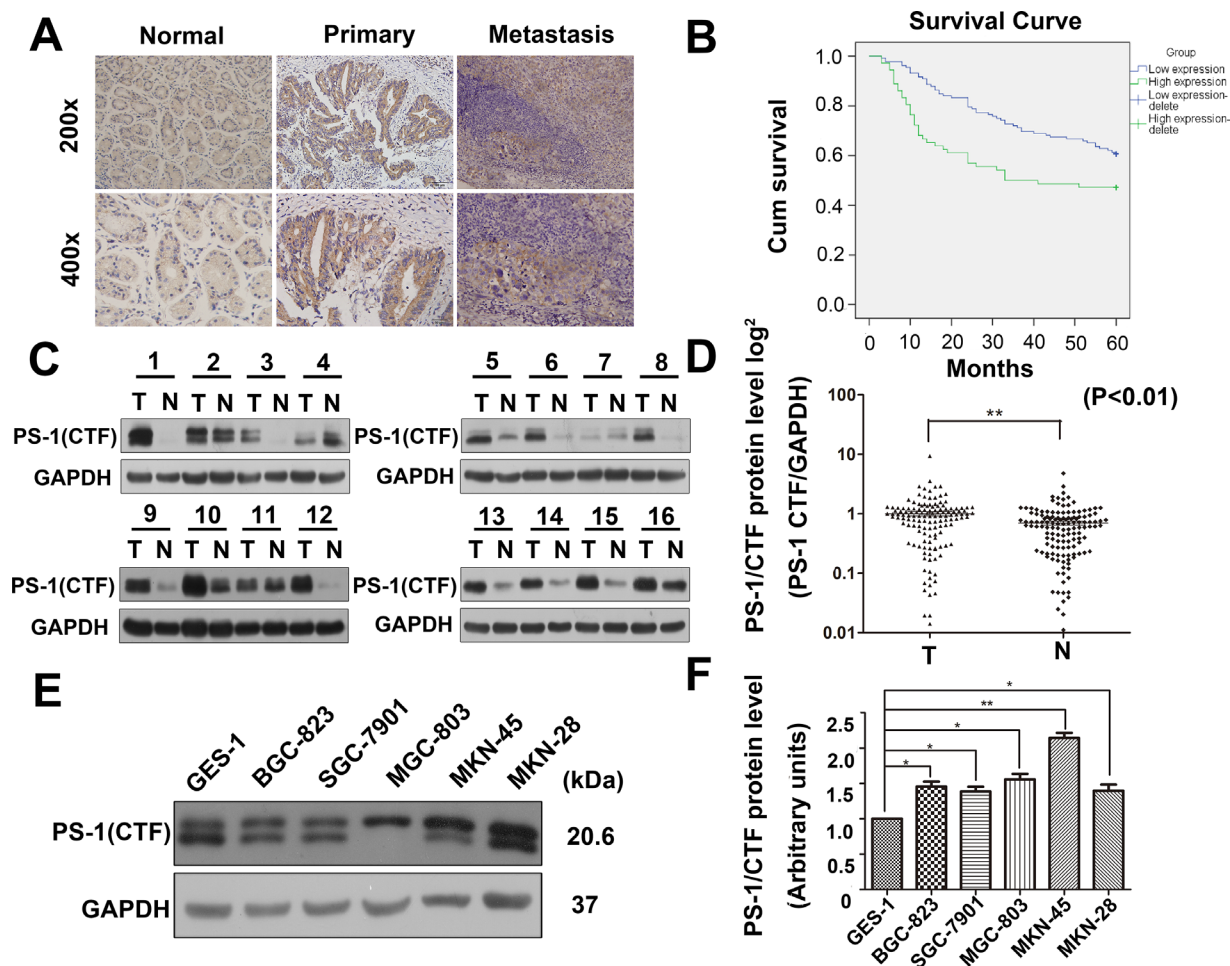 A
Normal
Primary
Metastasis
200x
400x
B
Survival Curve
Cum survival
1.0
0.8
0.6
0.4
0.2
0.0
0 10 20 30 40 50 60
Months
Group
Low expression
High expression
Low expression-
delete
High expression-
delete
C
1 2 3 4
T N T N T N T N
PS-1(CTF)
GAPDH
5 6 7 8
T N T N T N T N
PS-1(CTF)
GAPDH
9 10 11 12
T N T N T N T N
PS-1(CTF)
GAPDH
13 14 15 16
T N T N T N T N
PS-1(CTF)
GAPDH
D
PS-1/CTF protein level log²
(PS-1 CTF/GAPDH)
(P<0.01)
**
100
10
1
0.1
0.01
T N
E
GES-1 BGC-823 SGC-7901 MGC-803 MKN-45 MKN-28
(kDa)
PS-1(CTF)
20.6
GAPDH
37
F
PS-1/CTF protein level
(Arbitrary units)
2.5
2.0
1.5
1.0
0.5
0
*
**
*
*
*
GES-1 BGC-823 SGC-7901 MGC-803 MKN-45 MKN-28